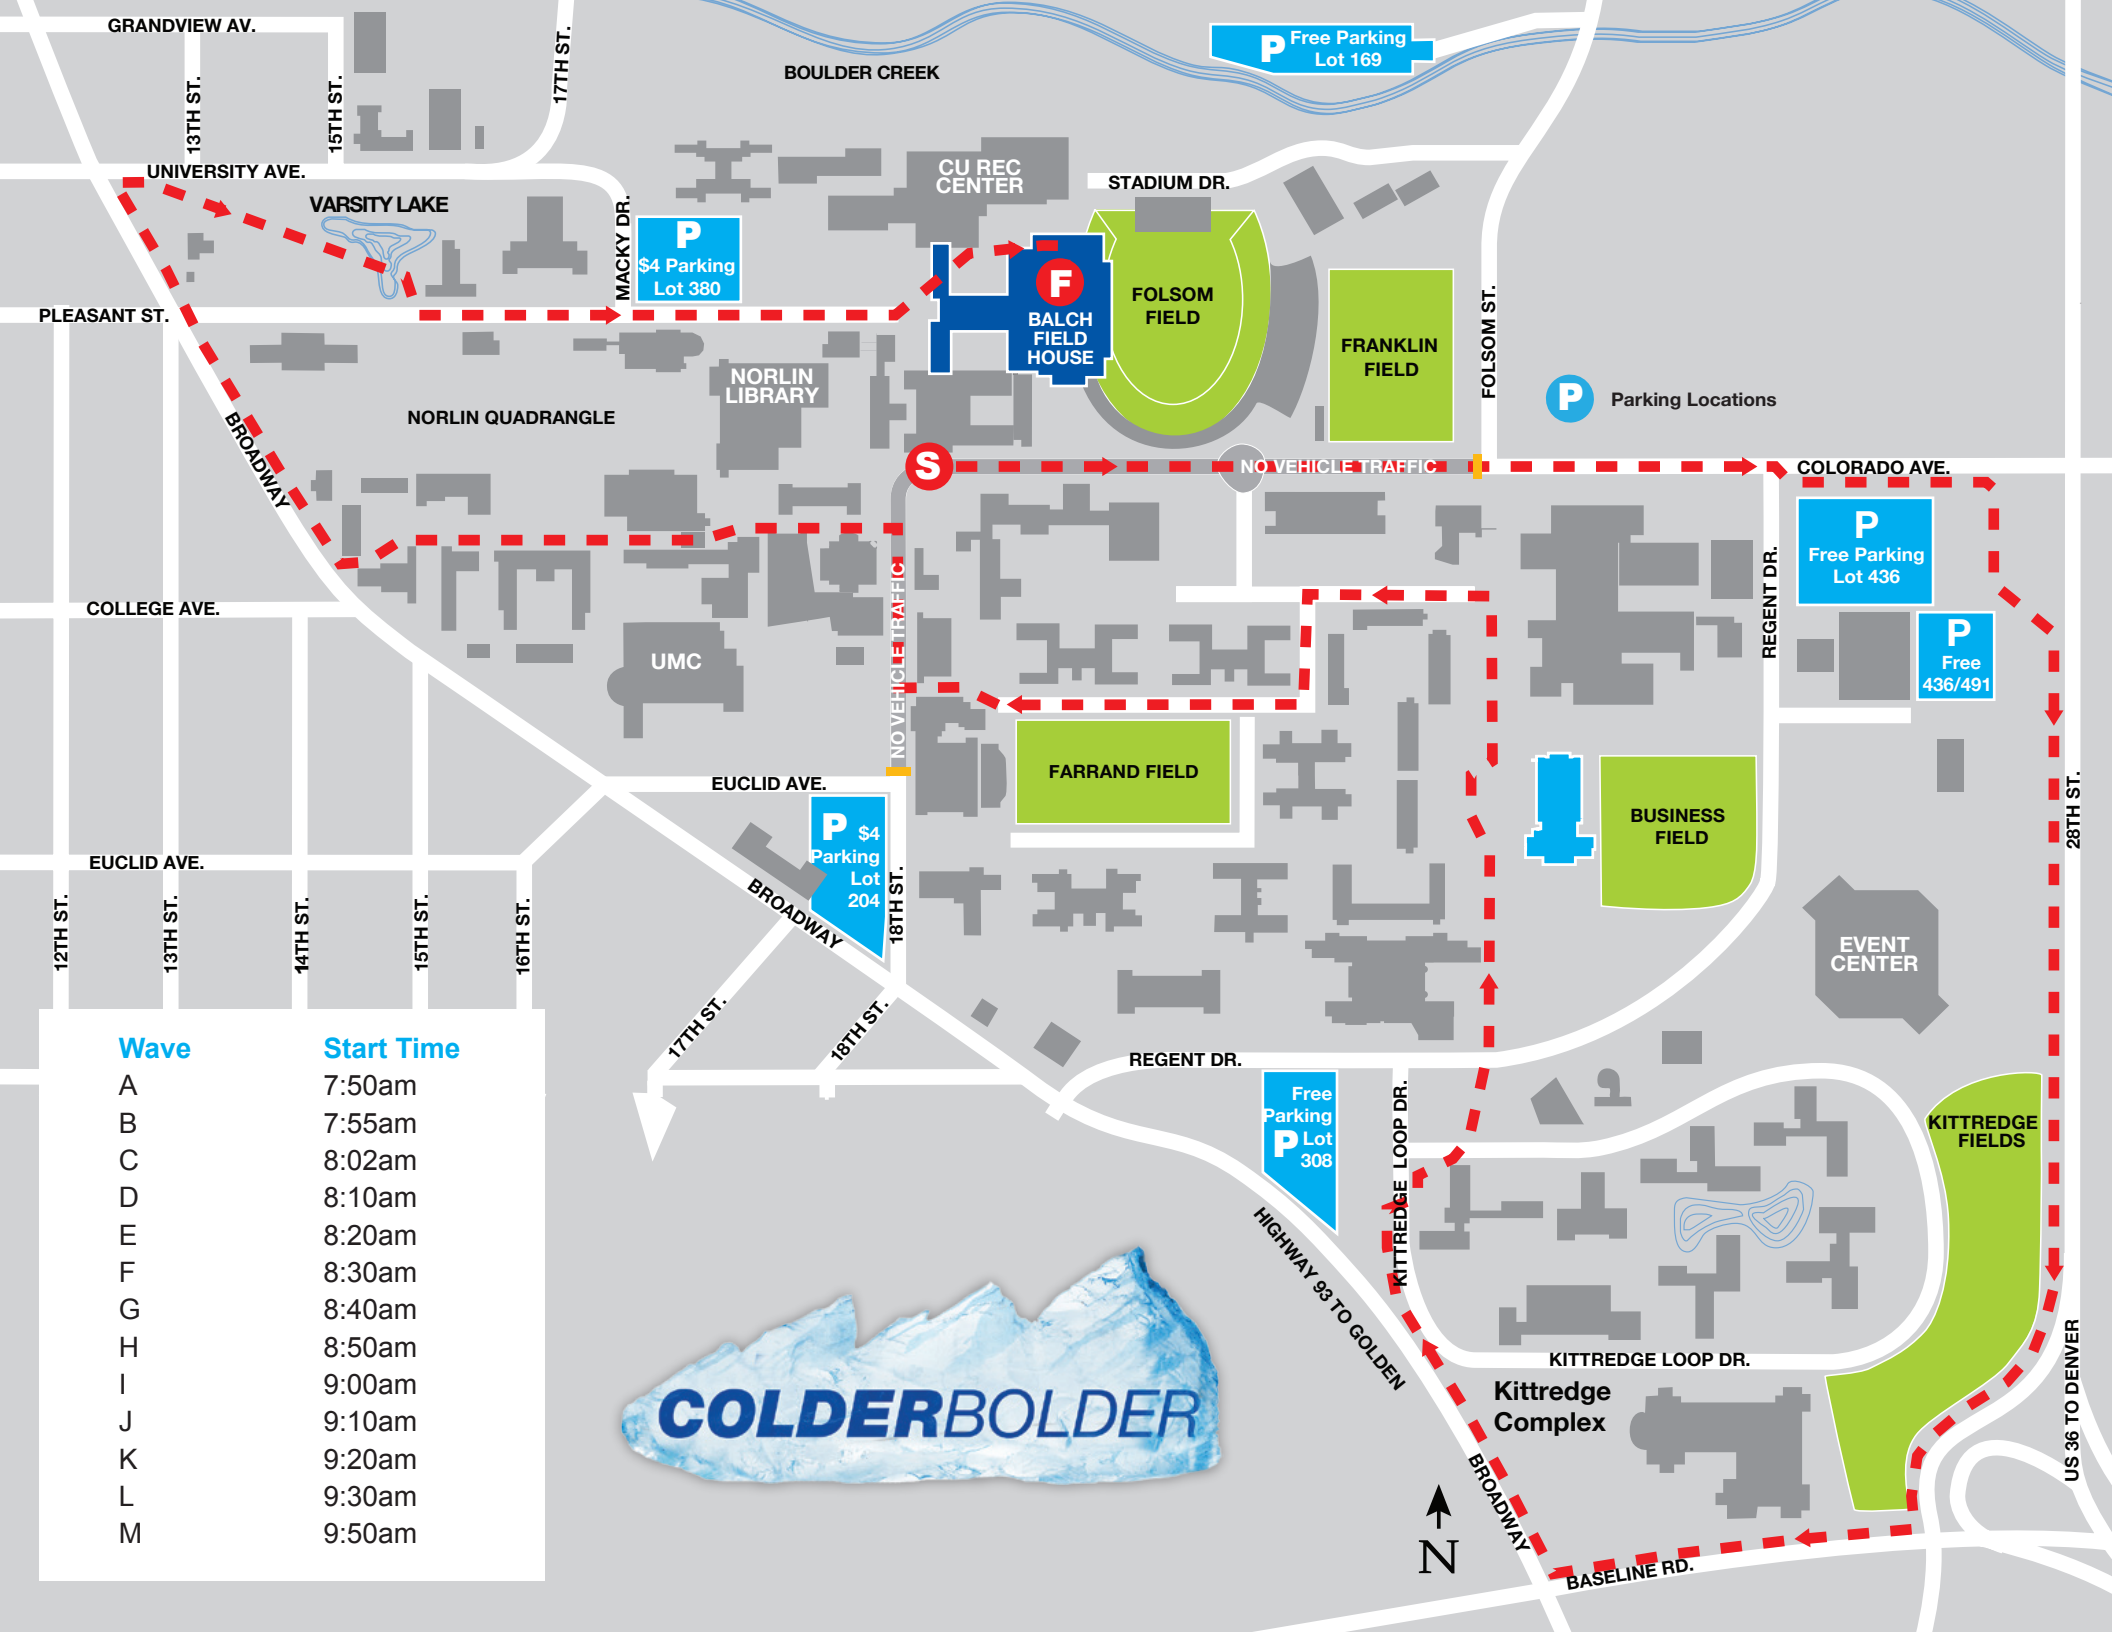 GRANDVIEW AV.
13TH ST.
15TH ST.
17TH ST.
BOULDER CREEK
P Free Parking
Lot 169
UNIVERSITY AVE.
VARSITY LAKE
MACKY DR.
P
$4 Parking
Lot 380
CU REC
CENTER
STADIUM DR.
PLEASANT ST.
F
BALCH
FIELD
HOUSE
FOLSOM
FIELD
FRANKLIN
FIELD
FOLSOM ST.
P Parking Locations
NORLIN
LIBRARY
NORLIN QUADRANGLE
BROADWAY
S
NO VEHICLE TRAFFIC
COLORADO AVE.
P
Free Parking
Lot 436
REGENT DR.
P
Free
436/491
COLLEGE AVE.
UMC
NO VEHICLE TRAFFIC
EUCLID AVE.
FARRAND FIELD
BUSINESS
FIELD
28TH ST.
P $4
Parking
Lot
204
EUCLID AVE.
BROADWAY
18TH ST.
12TH ST.
13TH ST.
14TH ST.
15TH ST.
16TH ST.
EVENT
CENTER
17TH ST.
18TH ST.
REGENT DR.
Free
Parking
P Lot
308
KITTREDGE LOOP DR.
KITTREDGE
FIELDS
HIGHWAY 93 TO GOLDEN
KITTREDGE LOOP DR.
Kittredge
Complex
US 36 TO DENVER
BROADWAY
BASELINE RD.
N
COLDERBOLDER
Wave Start Time
A 7:50am
B 7:55am
C 8:02am
D 8:10am
E 8:20am
F 8:30am
G 8:40am
H 8:50am
I 9:00am
J 9:10am
K 9:20am
L 9:30am
M 9:50am